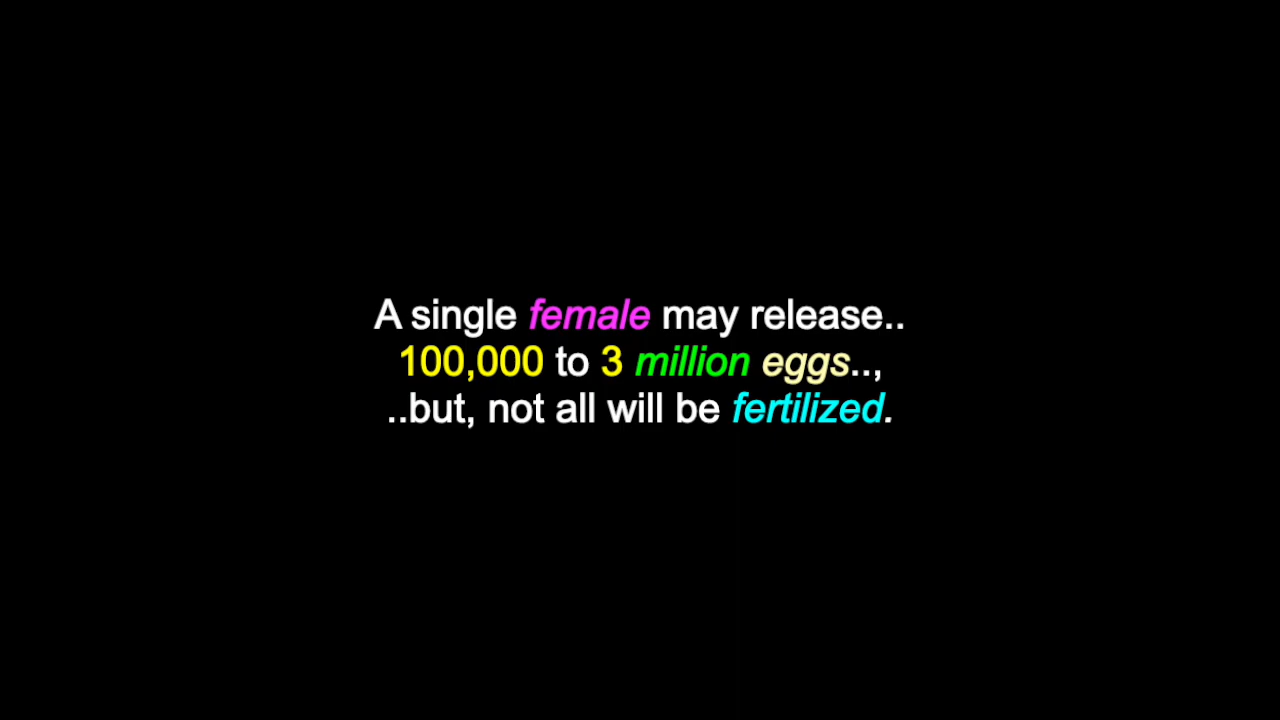 A single female may release..
100,000 to 3 million eggs..,
..but, not all will be fertilized.